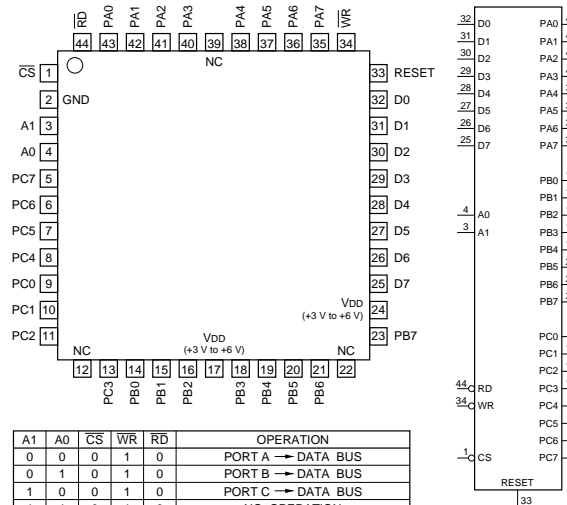 RD PA0 PA1 PA2 PA3 PA4 PA5 PA6 PA7 WR
44 43 42 41 40 39 38 37 36 35 34
NC
CS 1
2 GND
A1 3
A0 4
PC7 5
PC6 6
PC5 7
PC4 8
PC0 9
PC1 10
PC2 11
33 RESET
32 D0
31 D1
30 D2
29 D3
28 D4
27 D5
26 D6
25 D7
VDD 24
(+3 V to +6 V)
23 PB7
NC
VDD
(+3 V to +6 V)
NC
12 13 14 15 16 17 18 19 20 21 22
PC3 PB0 PB1 PB2 PB3 PB4 PB5 PB6
A1 A0 CS WR RD OPERATION
0 0 0 1 0 PORT A → DATA BUS
0 1 0 1 0 PORT B → DATA BUS
1 0 0 1 0 PORT C → DATA BUS
32 D0 PA0
31 D1 PA1
30 D2 PA2
29 D3 PA3
28 D4 PA4
27 D5 PA5
26 D6 PA6
25 D7 PA7
PB0
PB1
4 A0 PB2
3 A1 PB3
PB4
PB5
PB6
PB7
PC0
PC1
PC2
44 RD PC3
34 WR PC4
PC5
PC6
1 CS PC7
RESET
33